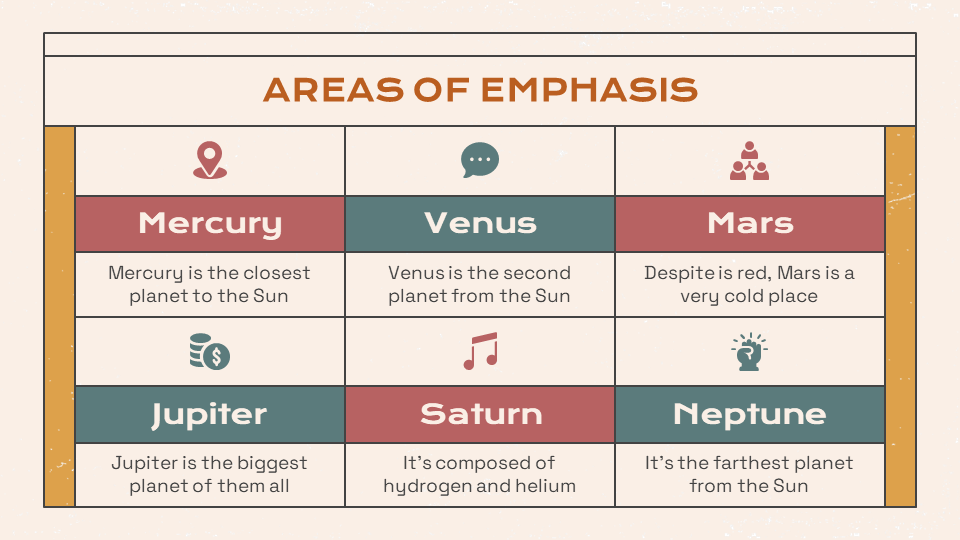 AREAS OF EMPHASIS
Mercury
Venus
Mars
Mercury is the closest
planet to the Sun
Venus is the second
planet from the Sun
Despite is red, Mars is a
very cold place
$
Jupiter
Saturn
Neptune
Jupiter is the biggest
planet of them all
It's composed of
hydrogen and helium
It's the farthest planet
from the Sun